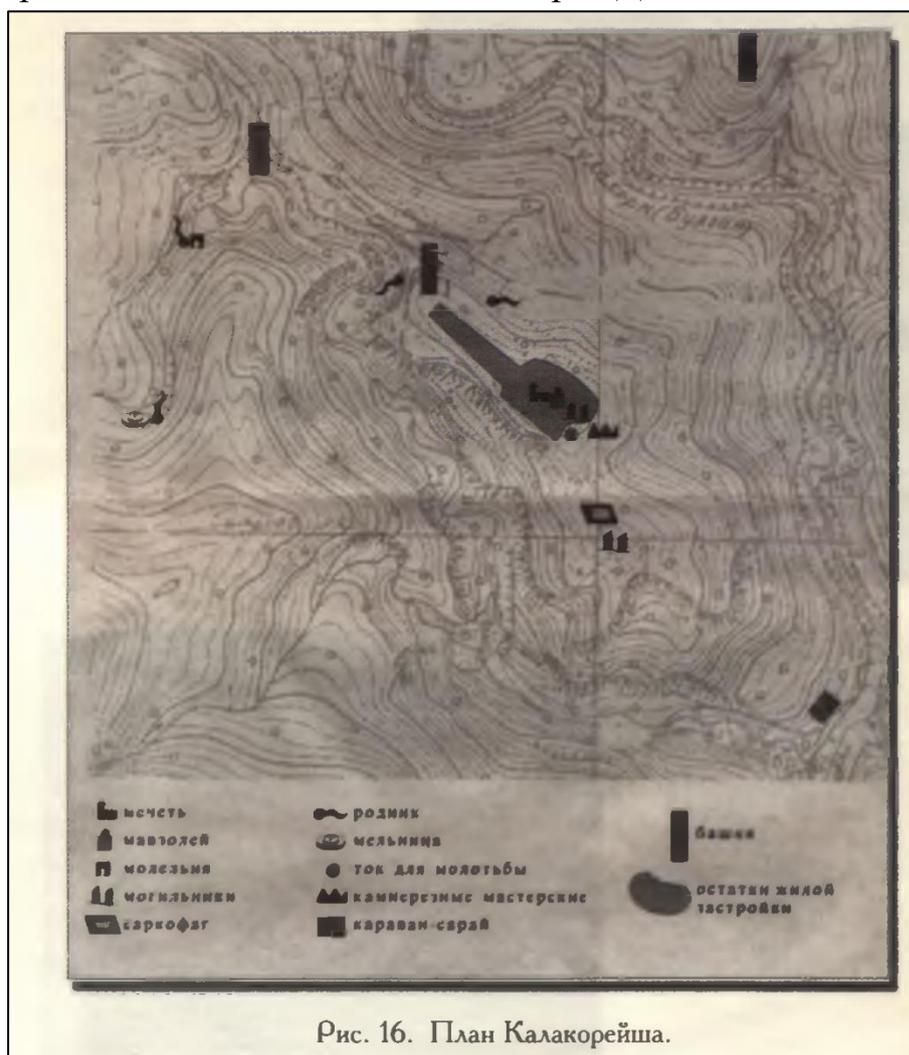 мечеть
мавзолей
молельня
могильники
саркофаг
родник
мельница
ток для молотьбы
камнерезные мастерские
караван-сарай
башня
остатки жилой
застройки
Рис. 16. План Калакорейша.